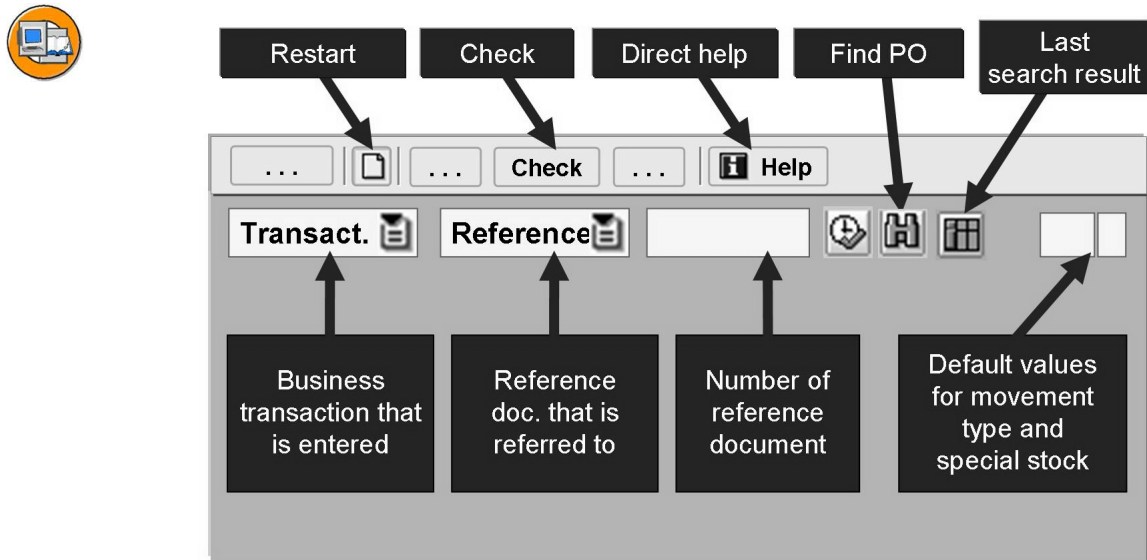 Restart
Check
Direct help
Find PO
Last
search result
. . .
. . .
Check
. . .
Help
Transact.
Reference
Business
transaction that
is entered
Reference
doc. that is
referred to
Number of
reference
document
Default values
for movement
type and
special stock